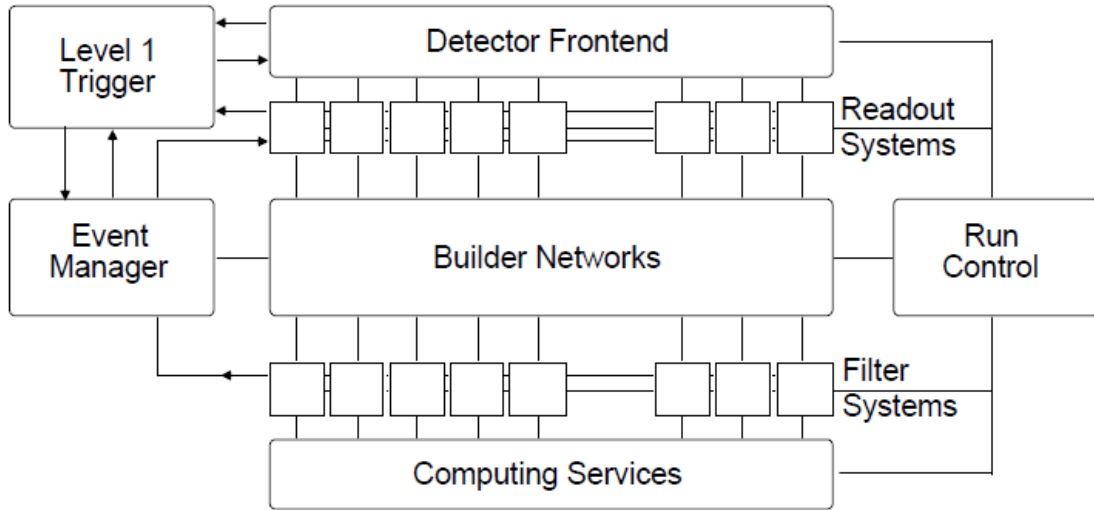 Level 1
Trigger
Detector Frontend
Readout
Systems
Event
Manager
Builder Networks
Run
Control
Filter
Systems
Computing Services